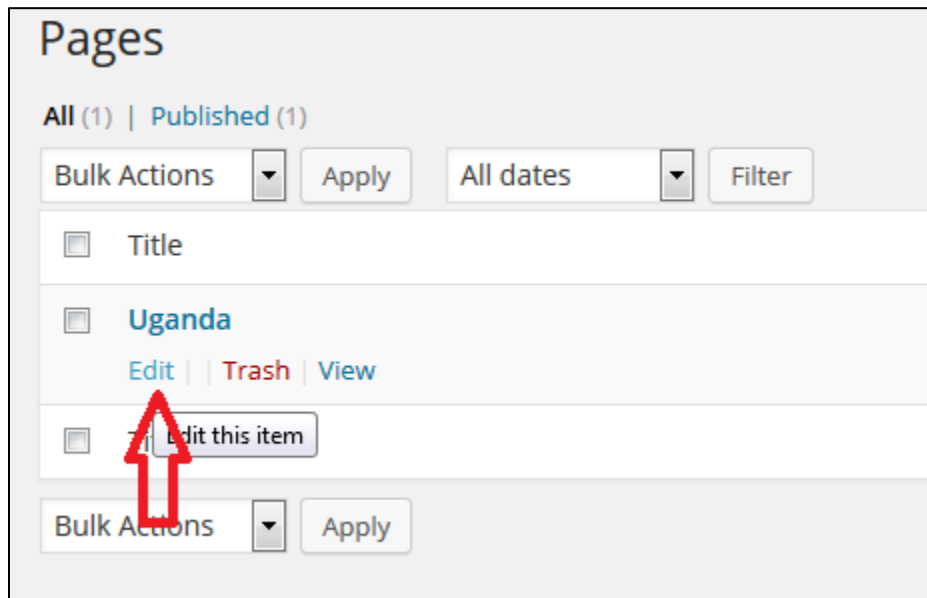 Pages
All (1) | Published (1)
Bulk Actions Apply All dates Filter
Title
Uganda
Edit | | Trash | View
Edit this item
Bulk Actions Apply